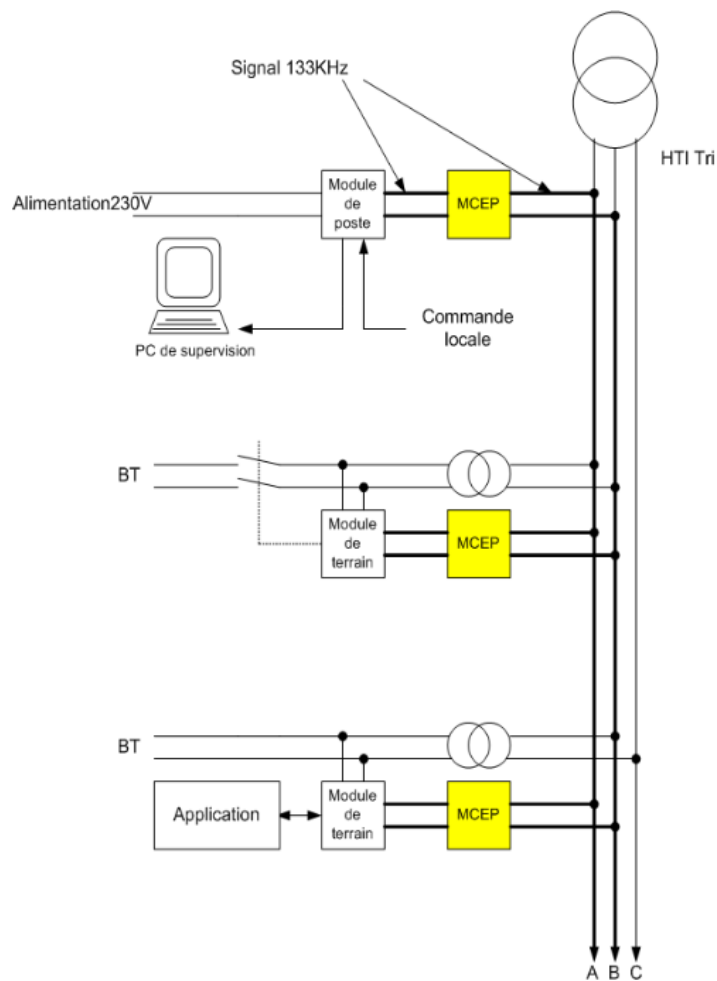 Signal 133KHz
HTI Tri
Alimentation230V
Module
de
poste
MCEP
PC de supervision
Commande
locale
BT
Module
de
terrain
MCEP
BT
Application
Module
de
terrain
MCEP
A B C